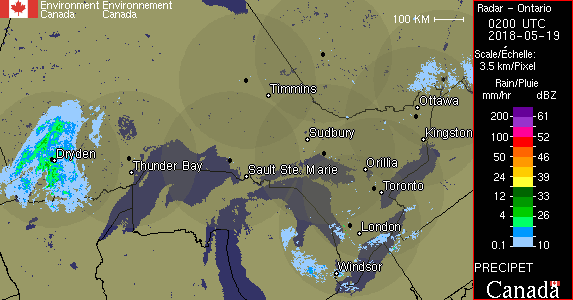 Environment Environnement
Canada Canada
100 KM
Timmins
Ottawa
Sudbury
Kingston
Dryden
Thunder Bay
Sault Ste. Marie
Orillia
Toronto
London
Windsor
Radar - Ontario
0200 UTC
2018-05-19
Scale/Échelle:
3.5 km/Pixel
Rain/Pluie
mm/hr dBZ
200 61
100 52
50 46
24 39
12 33
4 26
0.1 10
PRECIPET
Canada